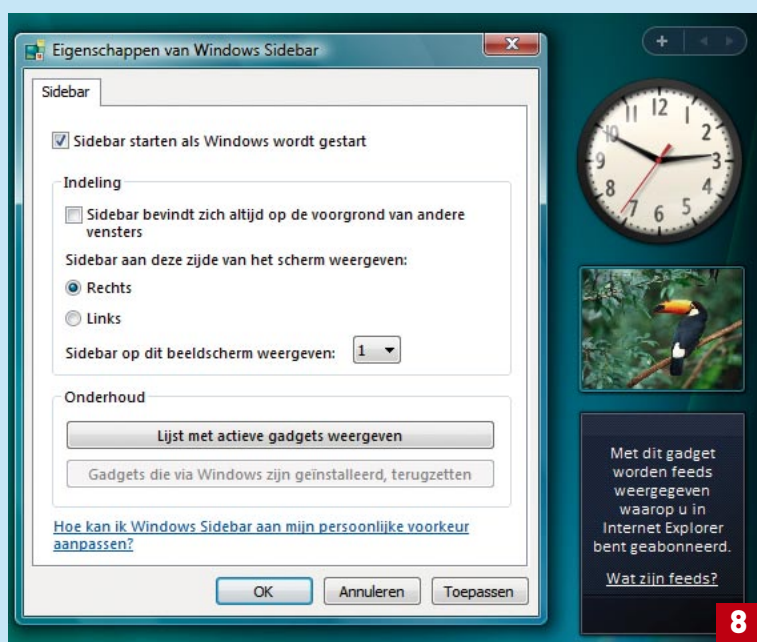 Eigenschappen van Windows Sidebar
Sidebar
Sidebar starten als Windows wordt gestart
Indeling
Sidebar bevindt zich altijd op de voorgrond van andere
vensters
Sidebar aan deze zijde van het scherm weergeven:
Rechts
Links
Sidebar op dit beeldscherm weergeven:
1
Onderhoud
Lijst met actieve gadgets weergeven
Gadgets die via Windows zijn geïnstalleerd, terugzetten
Hoe kan ik Windows Sidebar aan mijn persoonlijke voorkeur
aanpassen?
OK
Annuleren
Toepassen
11 12 1
10 2
9 3
8 4
7 6 5
Met dit gadget
worden feeds
weergegeven
waarop u in
Internet Explorer
bent geabonneerd.
Wat zijn feeds?
8